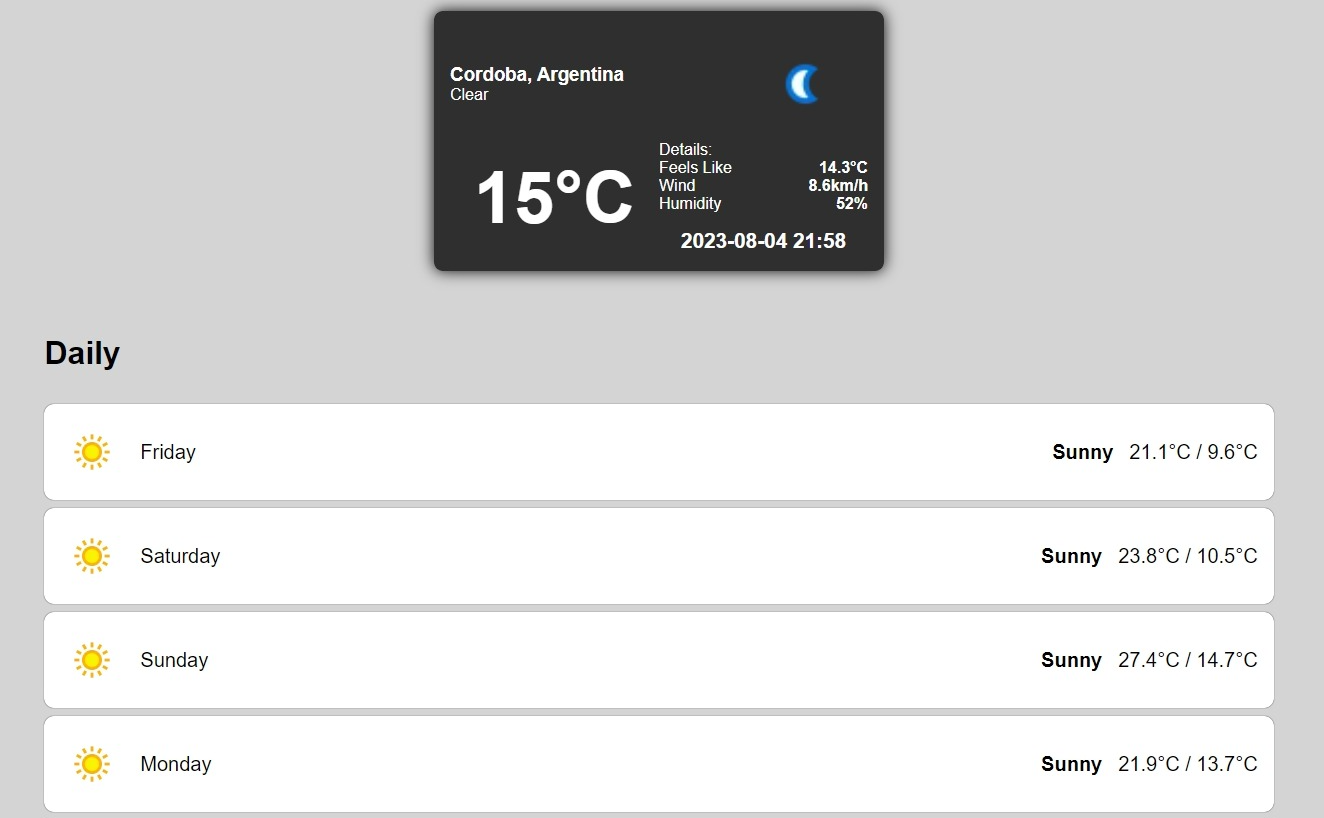 Cordoba, Argentina
Clear
15°C
Details:
Feels Like 14.3°C
Wind 8.6km/h
Humidity 52%
2023-08-04 21:58
Daily
Friday Sunny 21.1°C / 9.6°C
Saturday Sunny 23.8°C / 10.5°C
Sunday Sunny 27.4°C / 14.7°C
Monday Sunny 21.9°C / 13.7°C